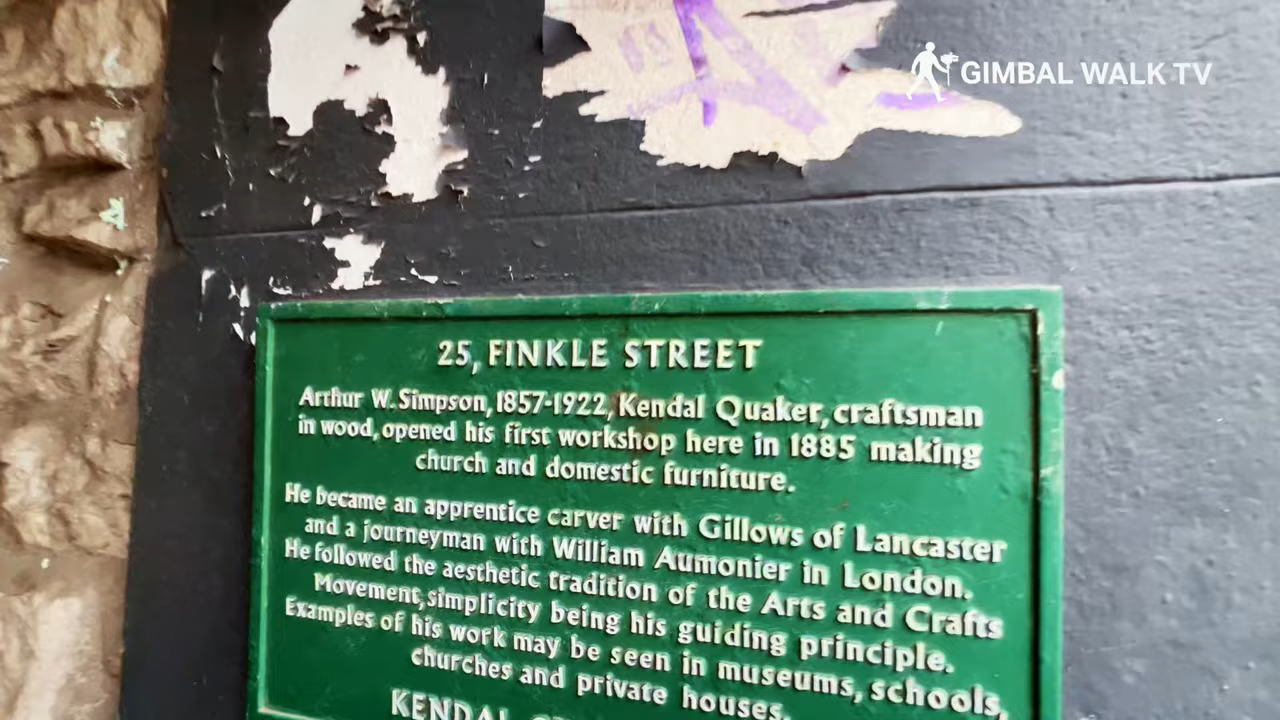 GIMBAL WALK TV
25, FINKLE STREET
Arthur W. Simpson, 1857-1922, Kendal Quaker, craftsman
in wood, opened his first workshop here in 1885 making
church and domestic furniture.
He became an apprentice carver with Gillows of Lancaster
and a journeyman with William Aumonier in London.
He followed the aesthetic tradition of the Arts and Crafts
Movement, simplicity being his guiding principle.
Examples of his work may be seen in museums, schools,
churches and private houses.
KENDAL